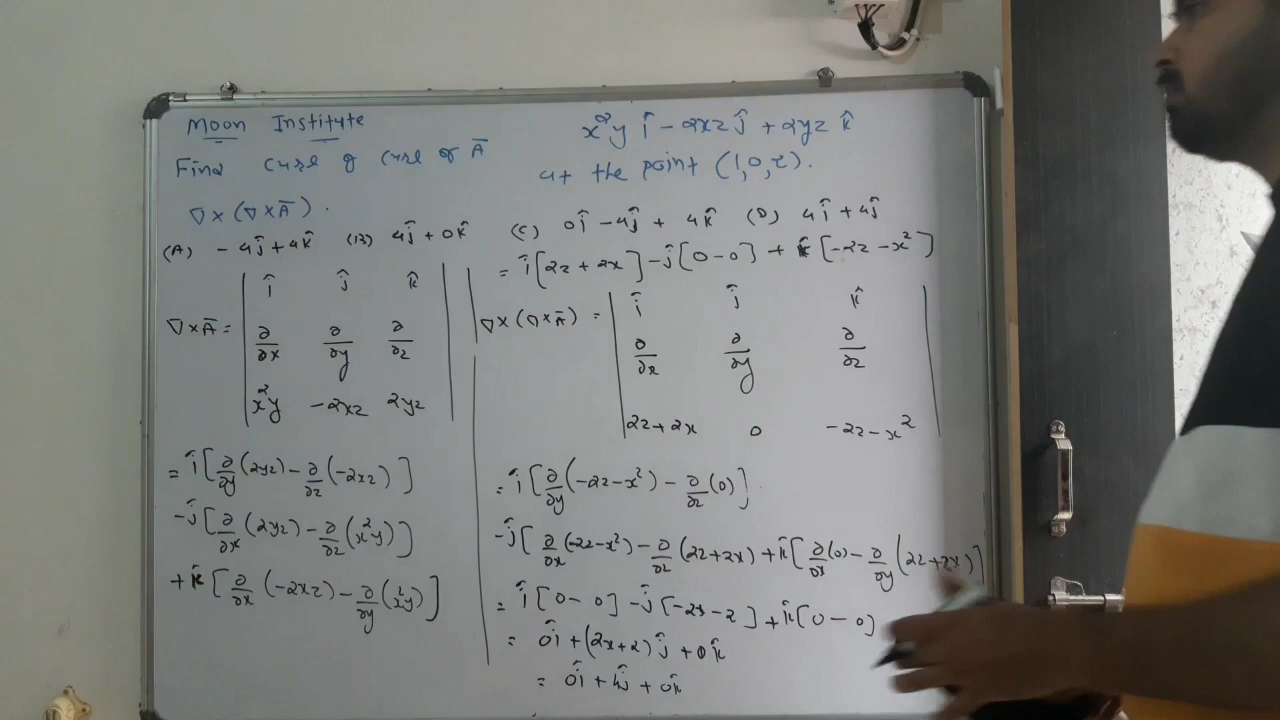 Moon Institute
Find curl of curl of Ā
x²y î - 2xz ĵ + 2yz k̂
at the point (1,0,2).
∇×(∇×Ā).
(A) -4ĵ+4k̂ (B) 4ĵ+0k̂ (C) 0î-4ĵ+4k̂ (D) 4î+4ĵ
∇×Ā = | î ĵ k̂
∂/∂x ∂/∂y ∂/∂z
x²y -2xz 2yz |
= î[∂/∂y(2yz) - ∂/∂z(-2xz)]
-ĵ[∂/∂x(2yz) - ∂/∂z(x²y)]
+k̂[∂/∂x(-2xz) - ∂/∂y(x²y)]
= î[2z+2x] -ĵ[0-0] + k̂[-2z-x²]
∇×(∇×Ā) = | î ĵ k̂
∂/∂x ∂/∂y ∂/∂z
2z+2x 0 -2z-x² |
= î[∂/∂y(-2z-x²) - ∂/∂z(0)]
-ĵ[∂/∂x(-2z-x²) - ∂/∂z(2z+2x) + k̂[∂/∂x(0) - ∂/∂y(2z+2x)]
= î[0-0] -ĵ[-2x-2] + k̂[0-0]
= 0î + (2x+2)ĵ + 0k̂
= 0î + 4ĵ + 0k̂